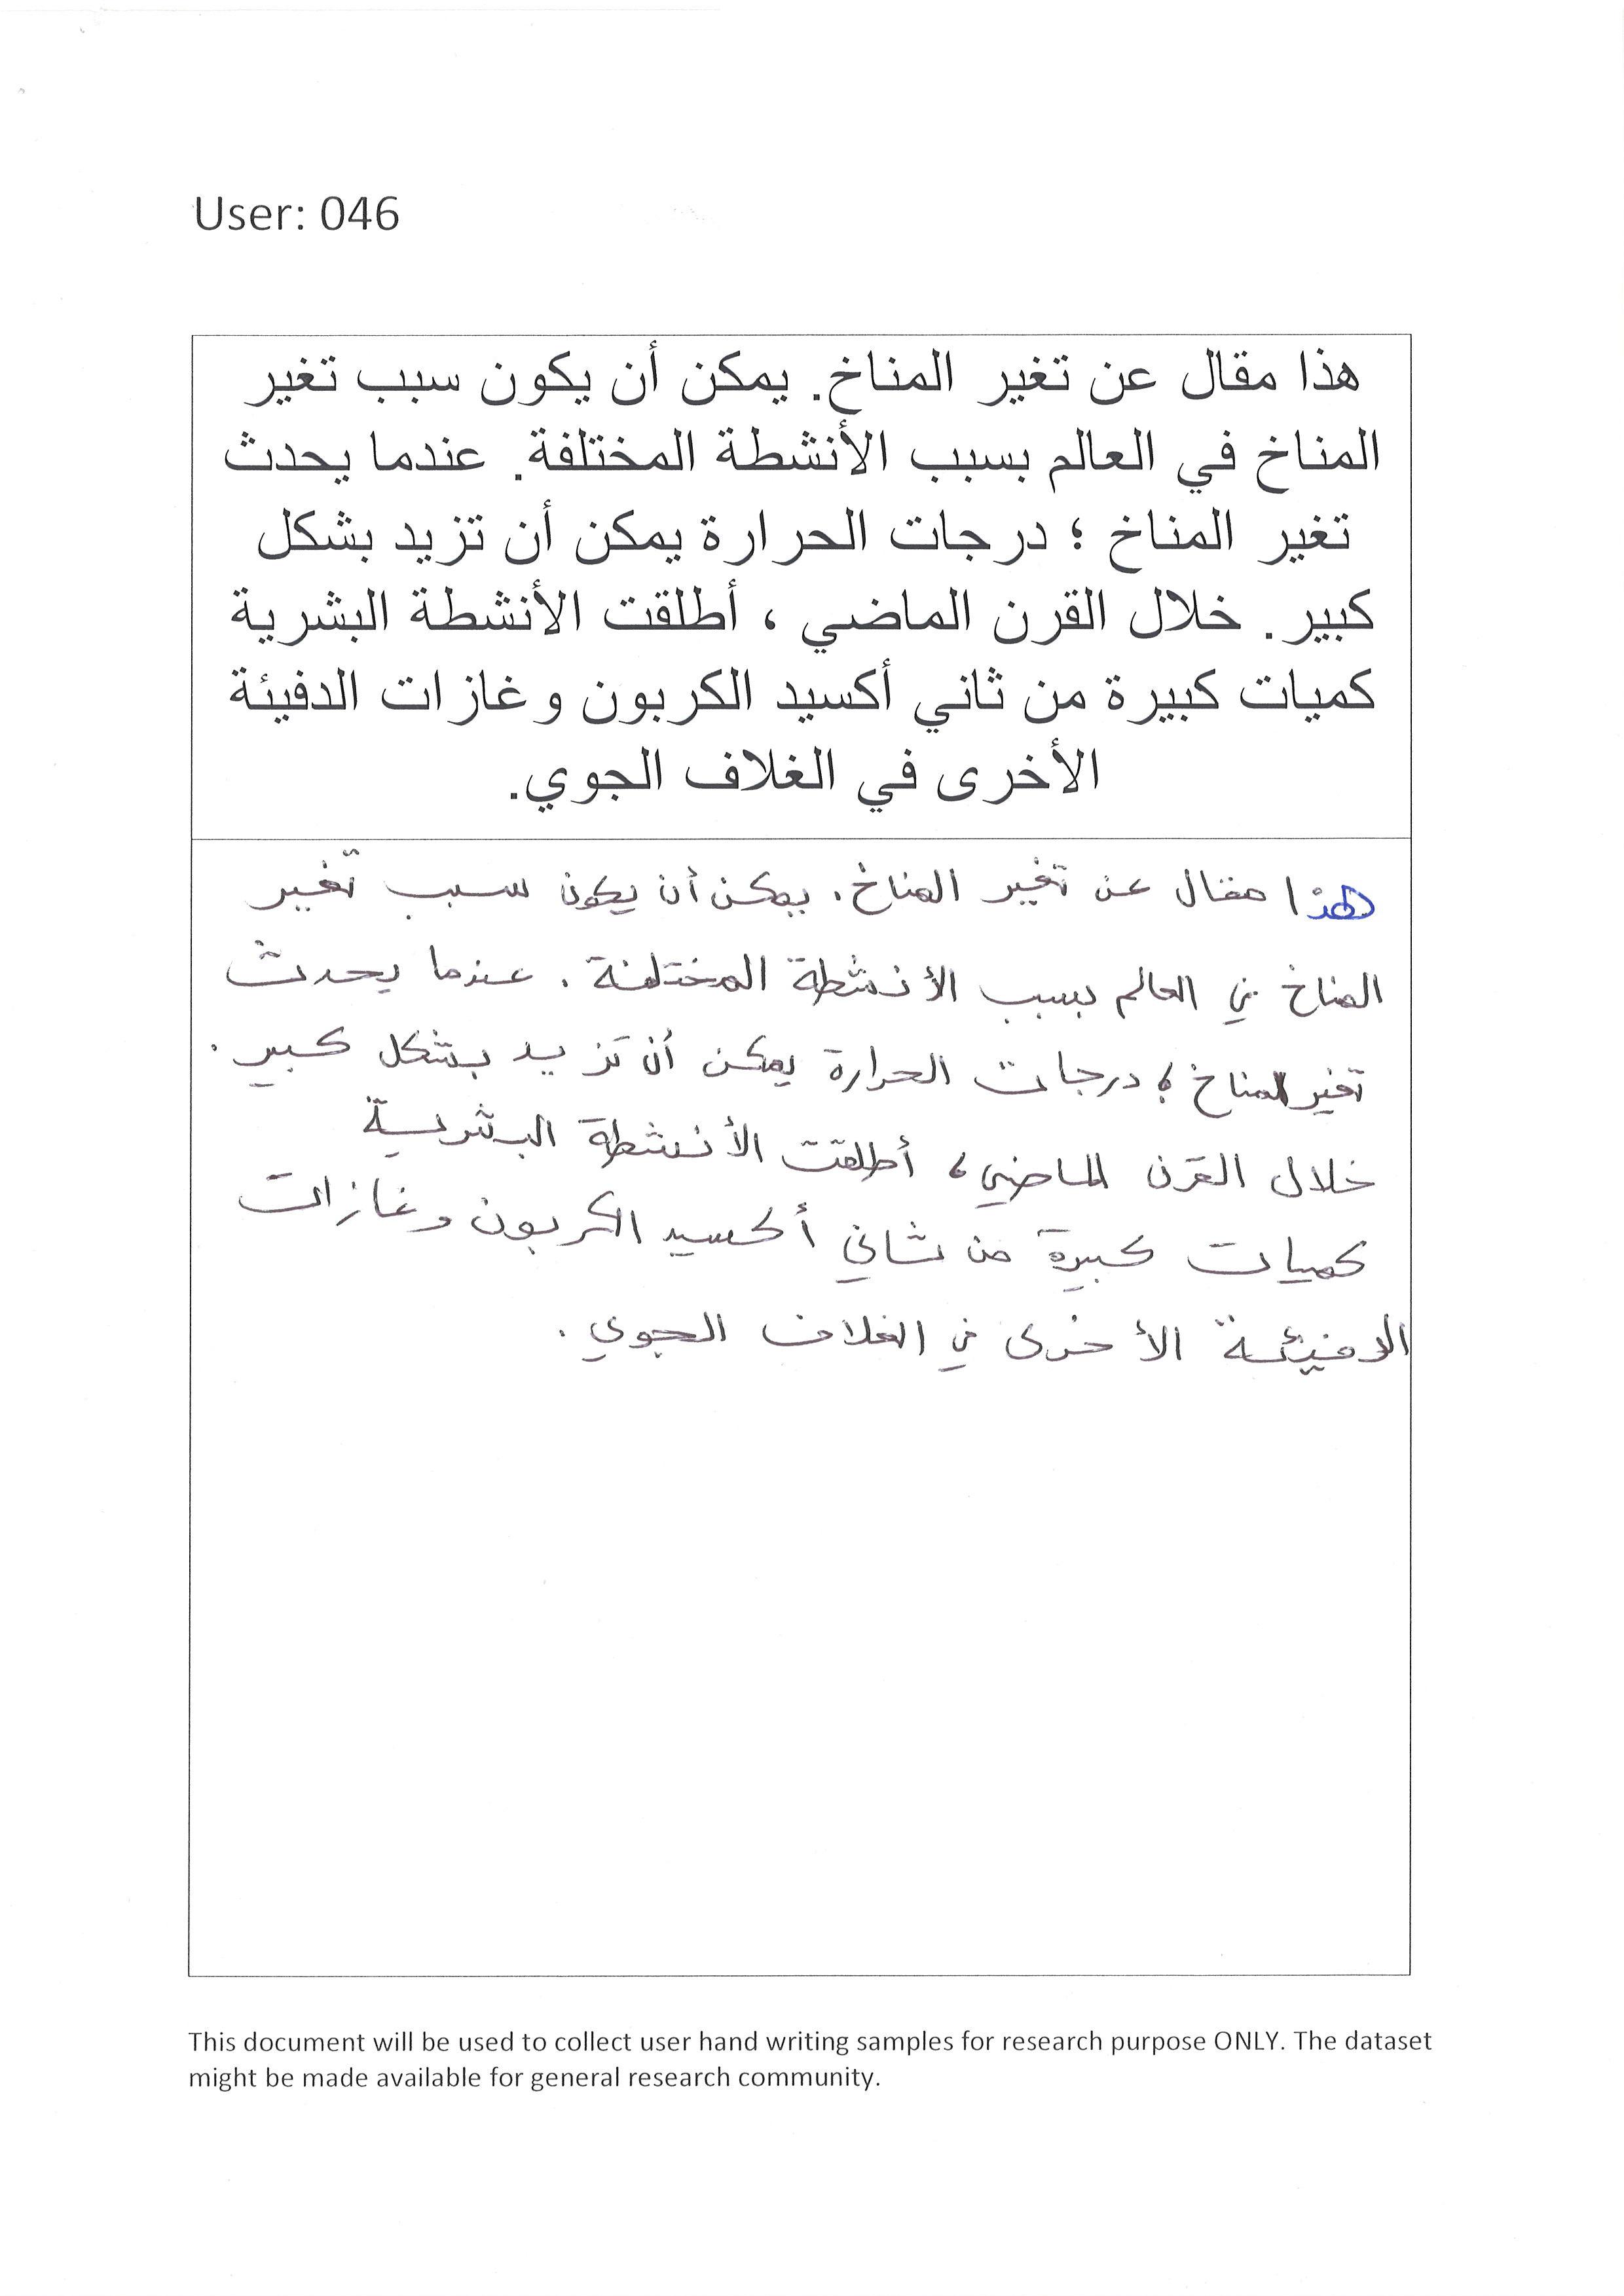 User: 046
هذا مقال عن تغير المناخ. يمكن أن يكون سبب تغير
المناخ في العالم بسبب الأنشطة المختلفة. عندما يحدث
تغير المناخ ؛ درجات الحرارة يمكن أن تزيد بشكل
كبير. خلال القرن الماضي ، أطلقت الأنشطة البشرية
كميات كبيرة من ثاني أكسيد الكربون وغازات الدفيئة
الأخرى في الغلاف الجوي.
هذا مقال عن تغير المناخ. يمكن أن يكون سبب تغيير
المناخ في العالم بسبب الأنشطة المختلفة. عندما يحدث
تغير المناخ ؛ درجات الحرارة يمكن أن تزيد بشكل كبير.
خلال القرن الماضي ، أطلقت الأنشطة البشرية
كميات كبيرة من ثاني أكسيد الكربون وغازات
الدفيئة الأخرى في الغلاف الجوي.
This document will be used to collect user hand writing samples for research purpose ONLY. The dataset
might be made available for general research community.